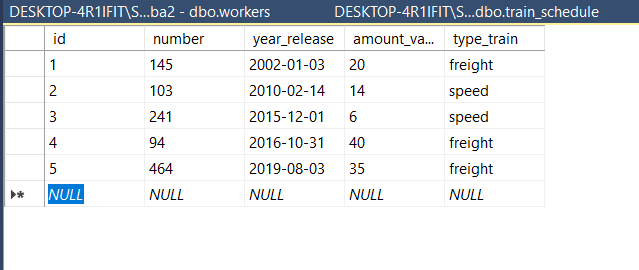 DESKTOP-4R1IFIT\S...ba2 - dbo.workers DESKTOP-4R1IFIT\S...dbo.train_schedule
id number year_release amount_va... type_train
1 145 2002-01-03 20 freight
2 103 2010-02-14 14 speed
3 241 2015-12-01 6 speed
4 94 2016-10-31 40 freight
5 464 2019-08-03 35 freight
NULL NULL NULL NULL NULL